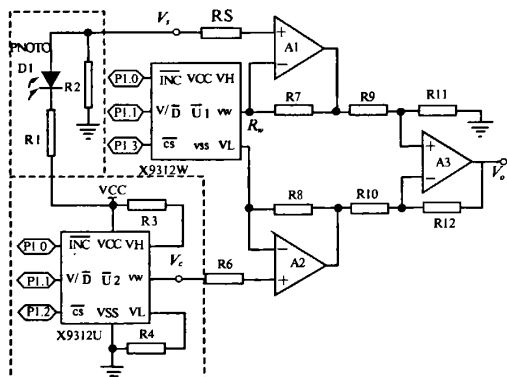 PNOTO
D1
R2
R1
Vs
RS
P1.0
P1.1
P1.3
INC VCC VH
V/D U1 VW
CS VSS VL
X9312W
Rw
A1
R7
R9
R11
A3
Vo
R8
R10
R12
A2
R6
Vc
VCC
R3
P1.0
P1.1
P1.2
INC VCC VH
V/D U2 VW
CS VSS VL
X9312U
R4